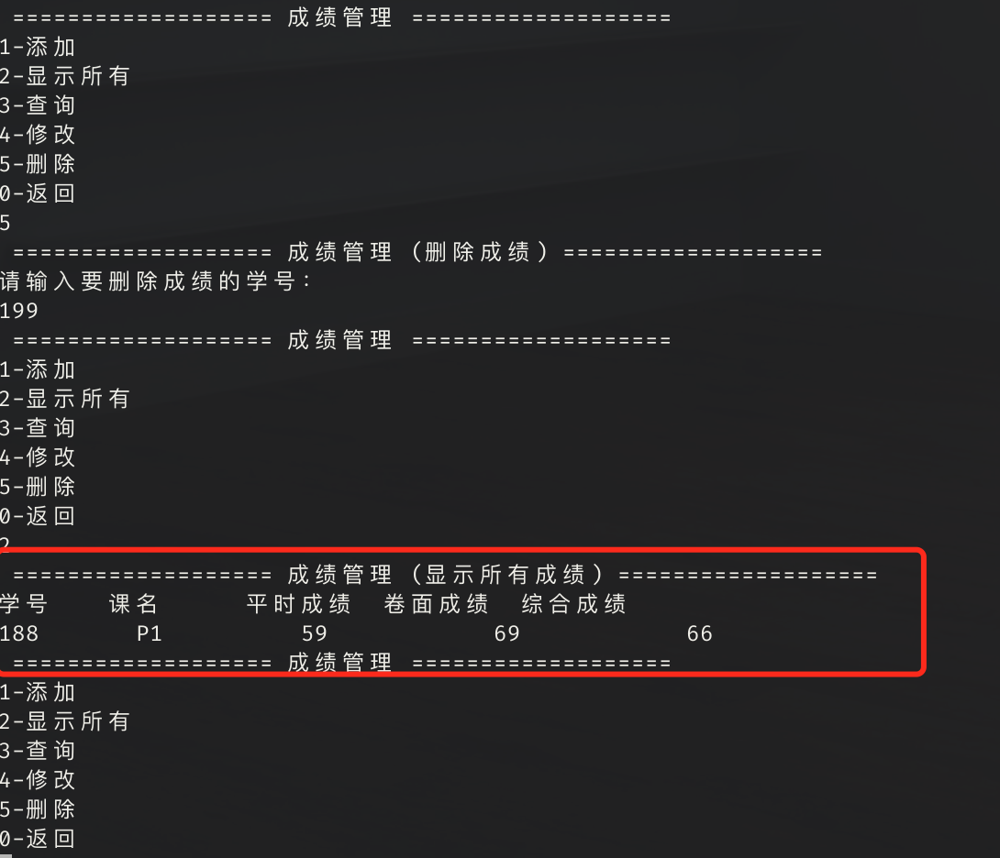 =================== 成绩管理 ===================
1-添加
2-显示所有
3-查询
4-修改
5-删除
0-返回
5
=================== 成绩管理（删除成绩）===================
请输入要删除成绩的学号：
199
=================== 成绩管理 ===================
1-添加
2-显示所有
3-查询
4-修改
5-删除
0-返回
2
=================== 成绩管理（显示所有成绩）===================
学号 课名 平时成绩 卷面成绩 综合成绩
188 P1 59 69 66
=================== 成绩管理 ===================
1-添加
2-显示所有
3-查询
4-修改
5-删除
0-返回